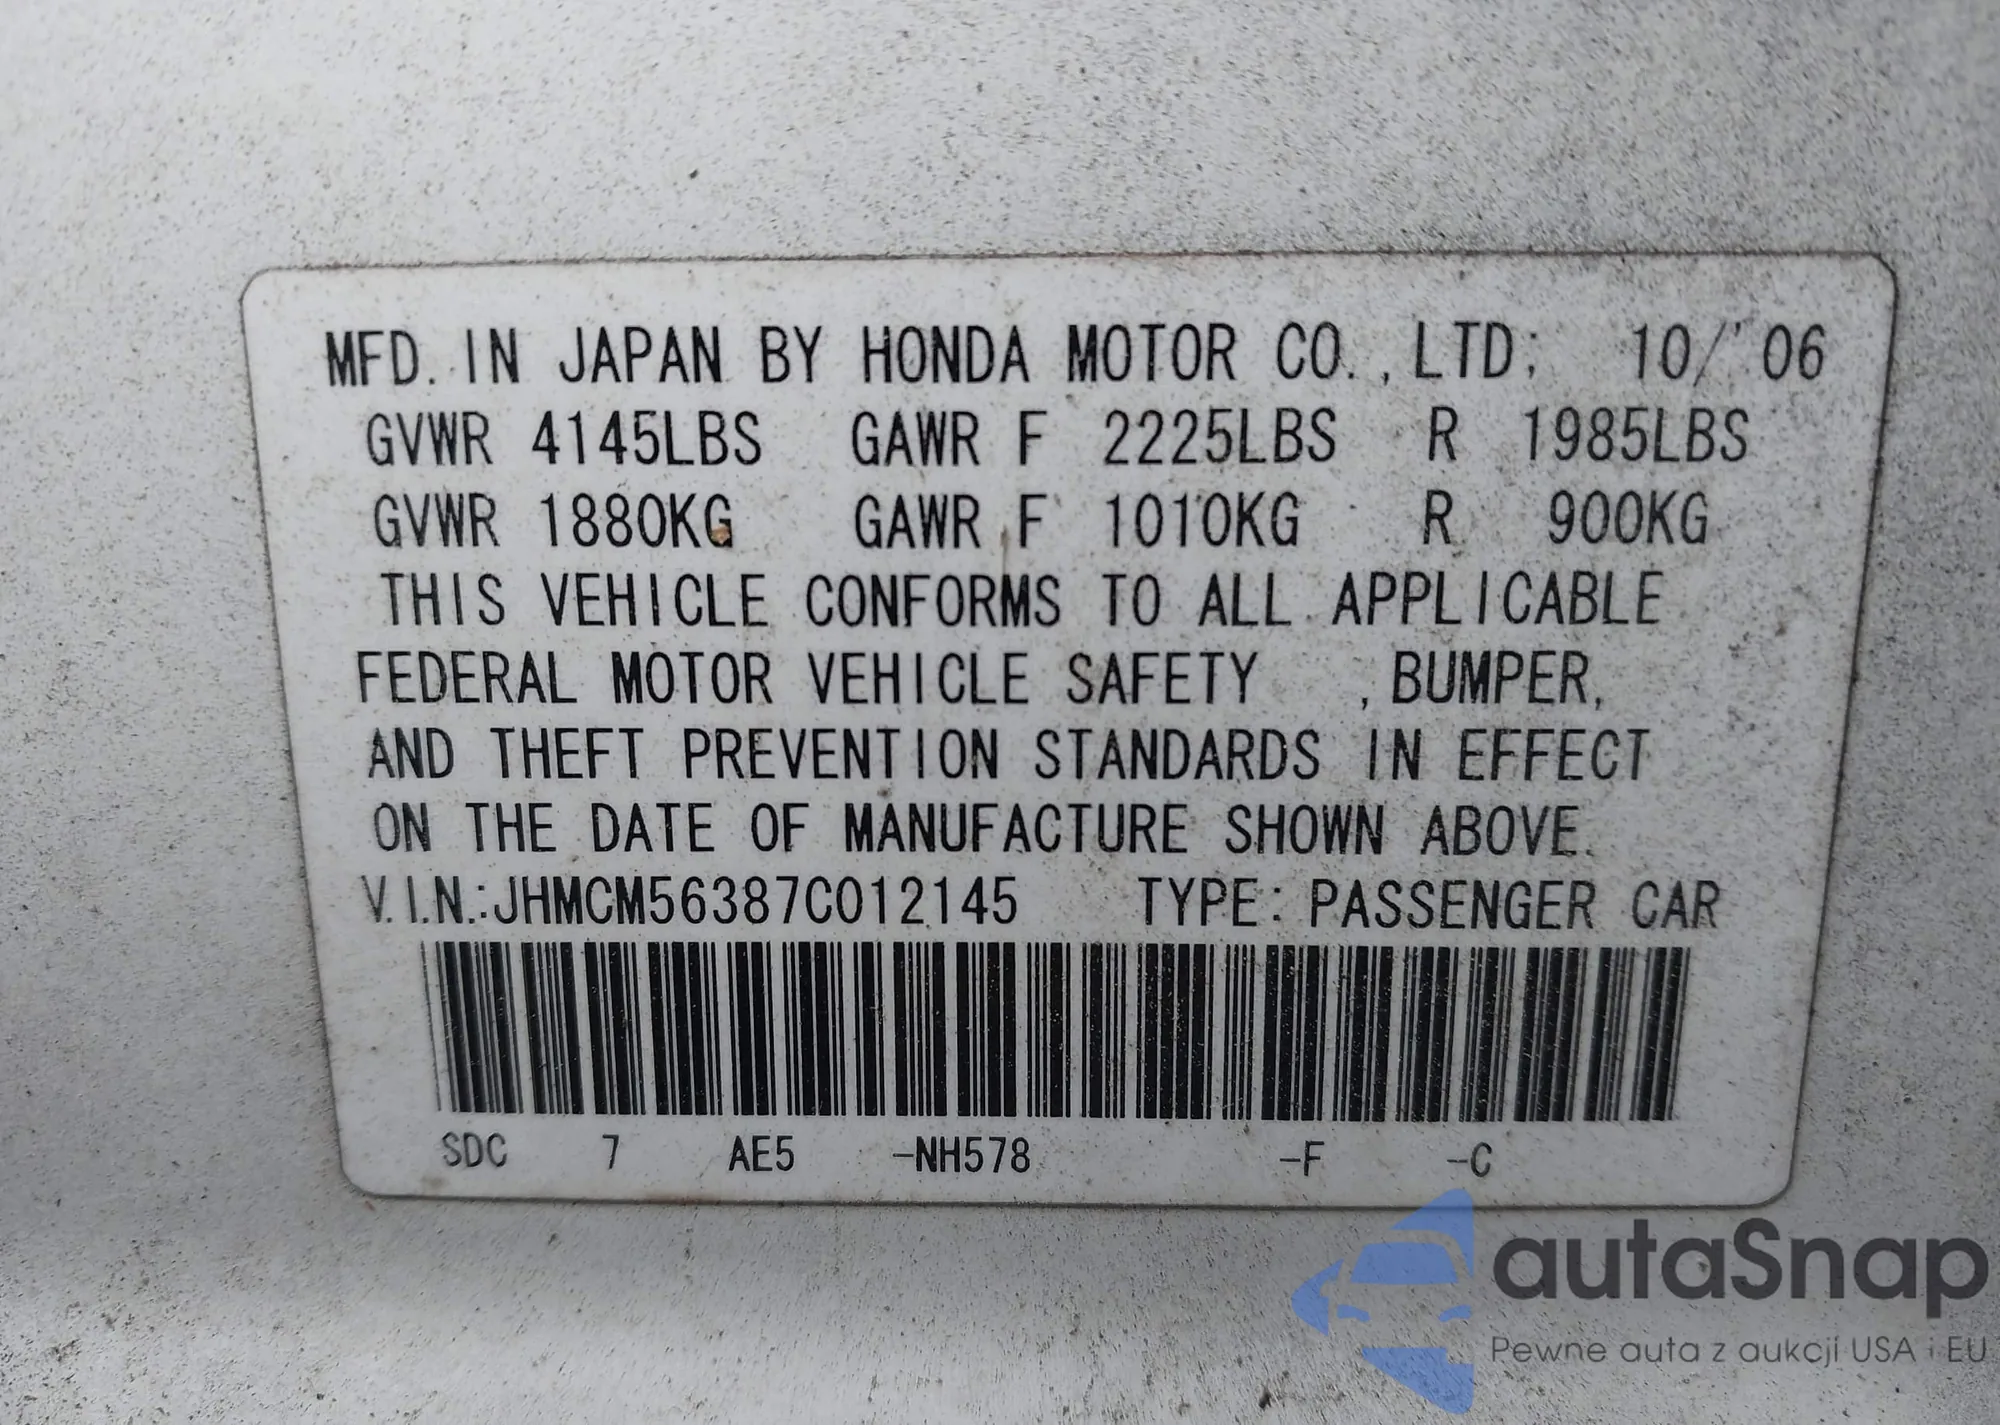 MFD. IN JAPAN BY HONDA MOTOR CO., LTD; 10/'06
GVWR 4145LBS GAWR F 2225LBS R 1985LBS
GVWR 1880KG GAWR F 1010KG R 900KG
THIS VEHICLE CONFORMS TO ALL APPLICABLE
FEDERAL MOTOR VEHICLE SAFETY , BUMPER,
AND THEFT PREVENTION STANDARDS IN EFFECT
ON THE DATE OF MANUFACTURE SHOWN ABOVE.
V.I.N.:JHMCM56387C012145 TYPE: PASSENGER CAR
SDC 7 AE5 -NH578 -F -C
autaSnap
Pewne auta z aukcji USA i EU